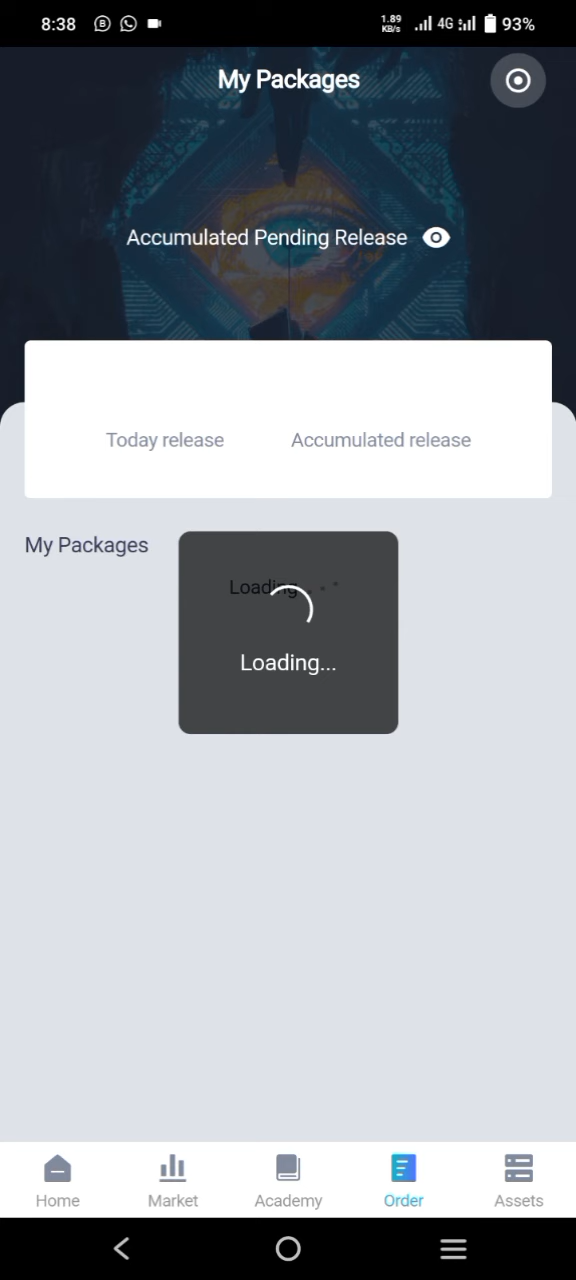 8:38 1.89 KB/s 4G 93%
My Packages
Accumulated Pending Release
Today release Accumulated release
My Packages
Loading...
Loading...
Home Market Academy Order Assets